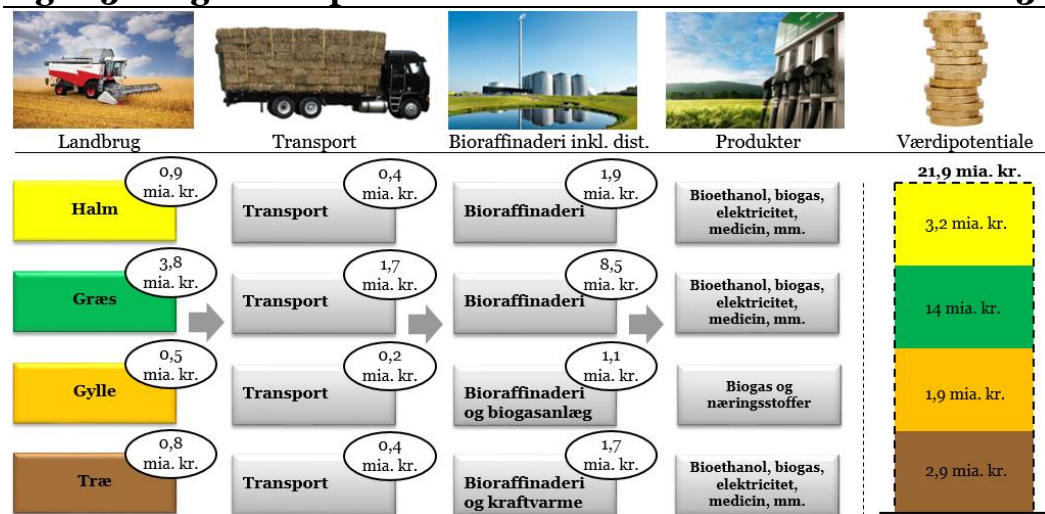 Landbrug
Transport
Bioraffinaderi inkl. dist.
Produkter
Værdipotentiale
21,9 mia. kr.
0,9
mia. kr.
Halm
0,4
mia. kr.
Transport
1,9
mia. kr.
Bioraffinaderi
Bioethanol, biogas,
elektricitet,
medicin, mm.
3,2 mia. kr.
3,8
mia. kr.
Græs
1,7
mia. kr.
Transport
8,5
mia. kr.
Bioraffinaderi
Bioethanol, biogas,
elektricitet,
medicin, mm.
14 mia. kr.
0,5
mia. kr.
Gylle
0,2
mia. kr.
Transport
1,1
mia. kr.
Bioraffinaderi
og biogasanlæg
Biogas og
næringsstoffer
1,9 mia. kr.
0,8
mia. kr.
Træ
0,4
mia. kr.
Transport
1,7
mia. kr.
Bioraffinaderi
og kraftvarme
Bioethanol, biogas,
elektricitet,
medicin, mm.
2,9 mia. kr.